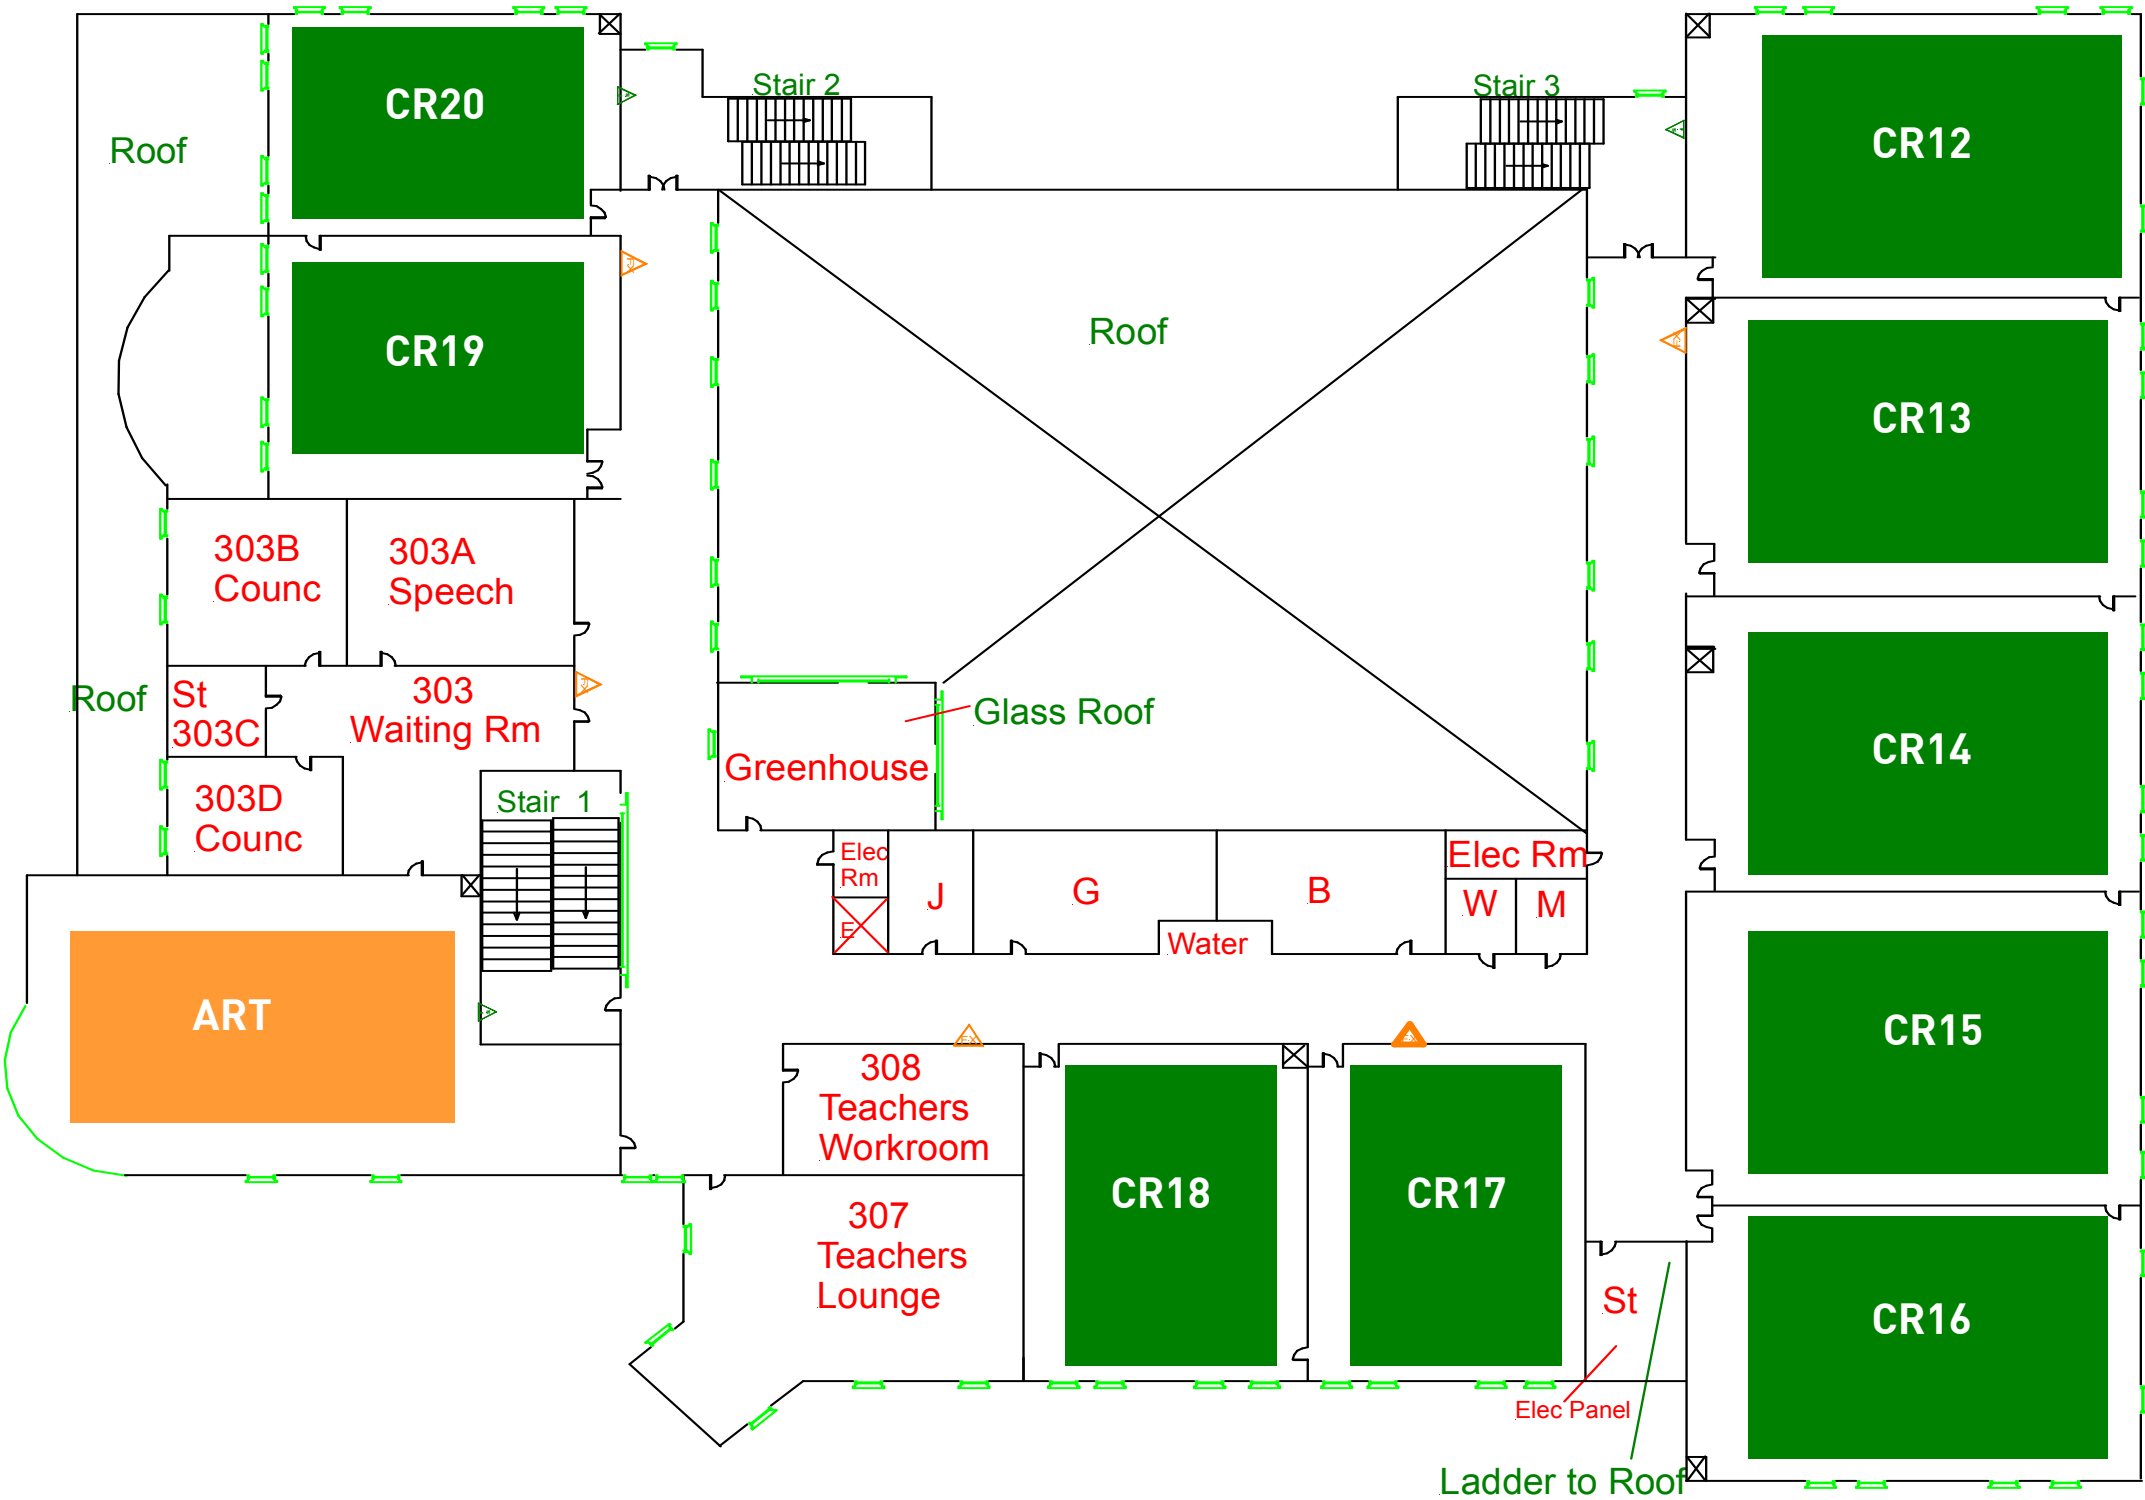 Stair 2
Stair 3
CR20
CR12
Roof
Roof
CR19
CR13
303B
Counc
303A
Speech
Roof
St
303C
303
Waiting Rm
Glass Roof
CR14
Greenhouse
303D
Counc
Stair 1
Elec
Rm
E
J
G
B
Elec Rm
W
M
Water
ART
CR15
308
Teachers
Workroom
CR18
CR17
307
Teachers
Lounge
St
CR16
Elec Panel
Ladder to Roof